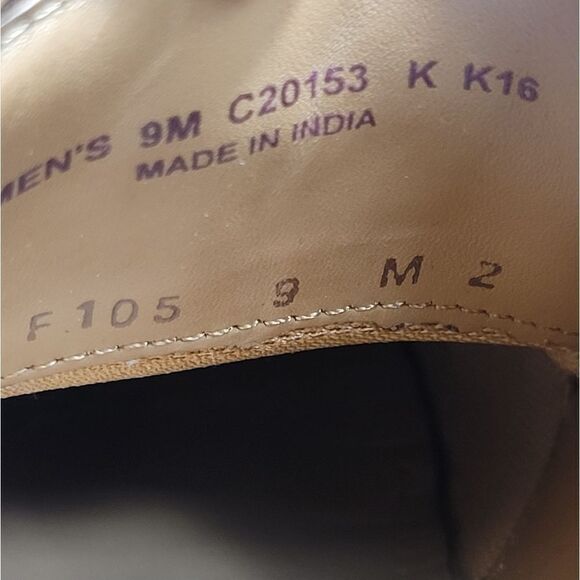 MEN'S 9M C20153 K K16
MADE IN INDIA
F 105 9 M 2